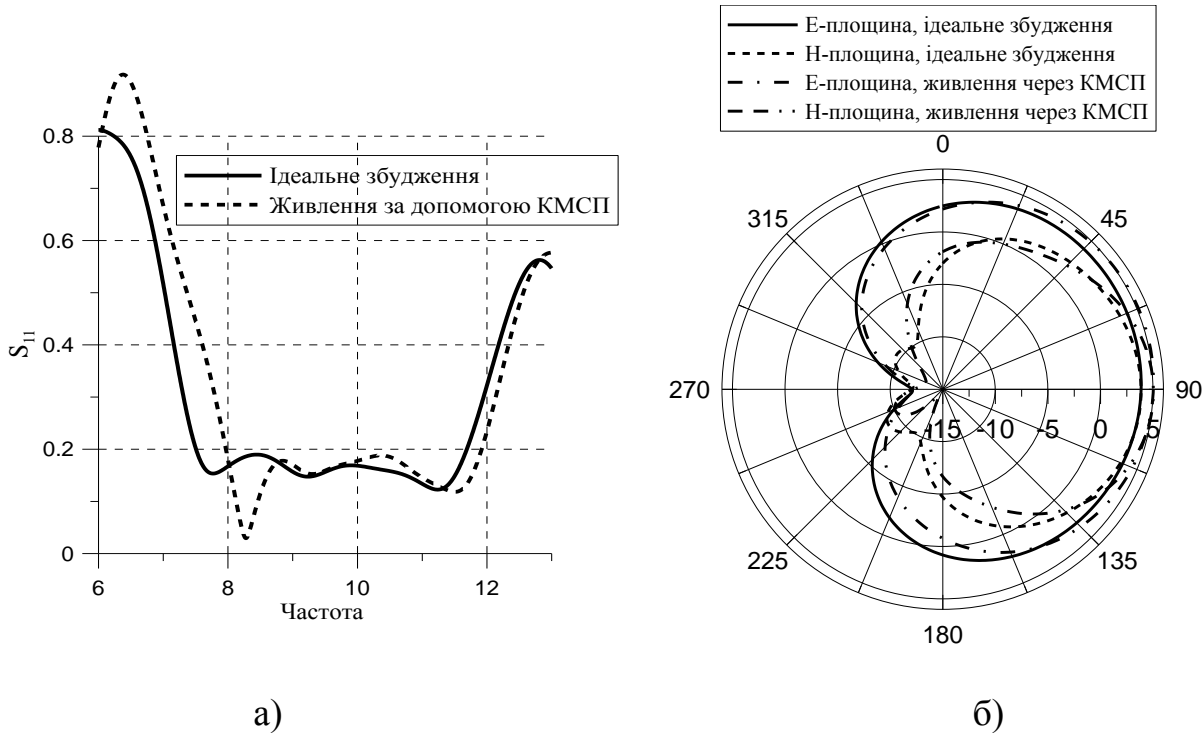 0.8
0.6
0.4
0.2
0
S11
6
8
10
12
Частота
Ідеальне збудження
Живлення за допомогою КМСП
а)
Е-площина, ідеальне збудження
Н-площина, ідеальне збудження
Е-площина, живлення через КМСП
Н-площина, живлення через КМСП
0
315
45
270
-15 -10 -5 0 5
90
225
135
180
б)